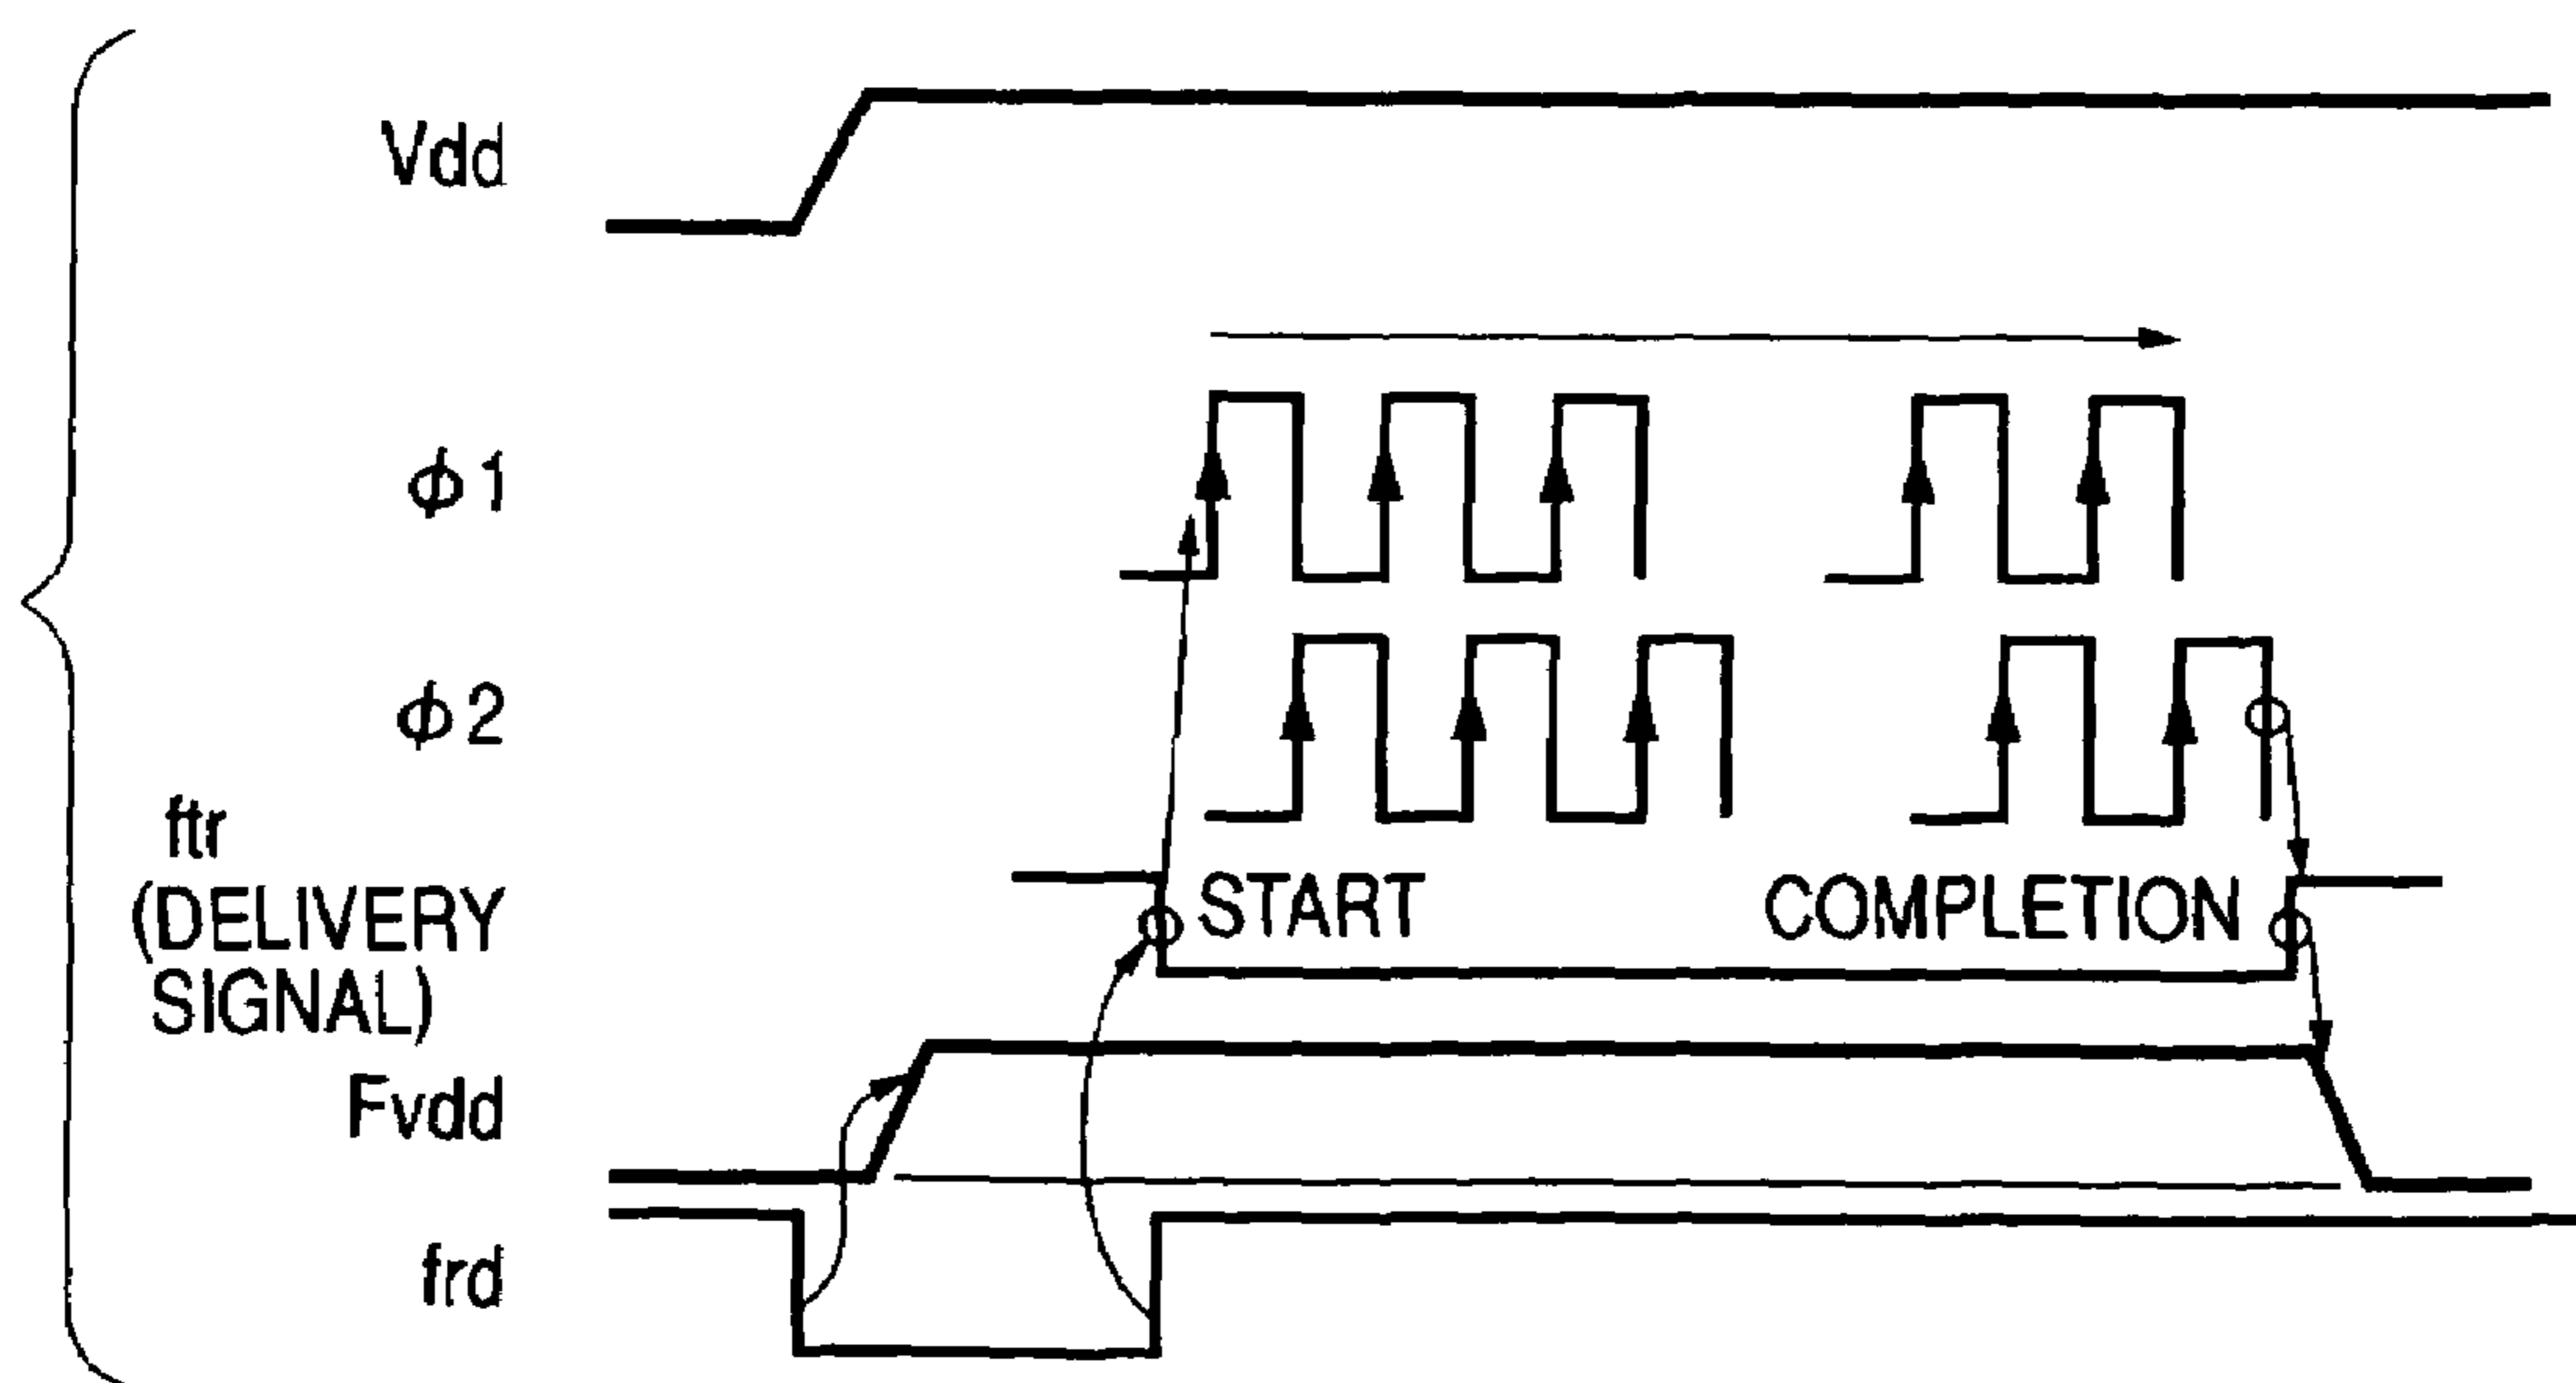 Vdd
ϕ1
ϕ2
ftr
(DELIVERY
SIGNAL)
START
COMPLETION
Fvdd
frd